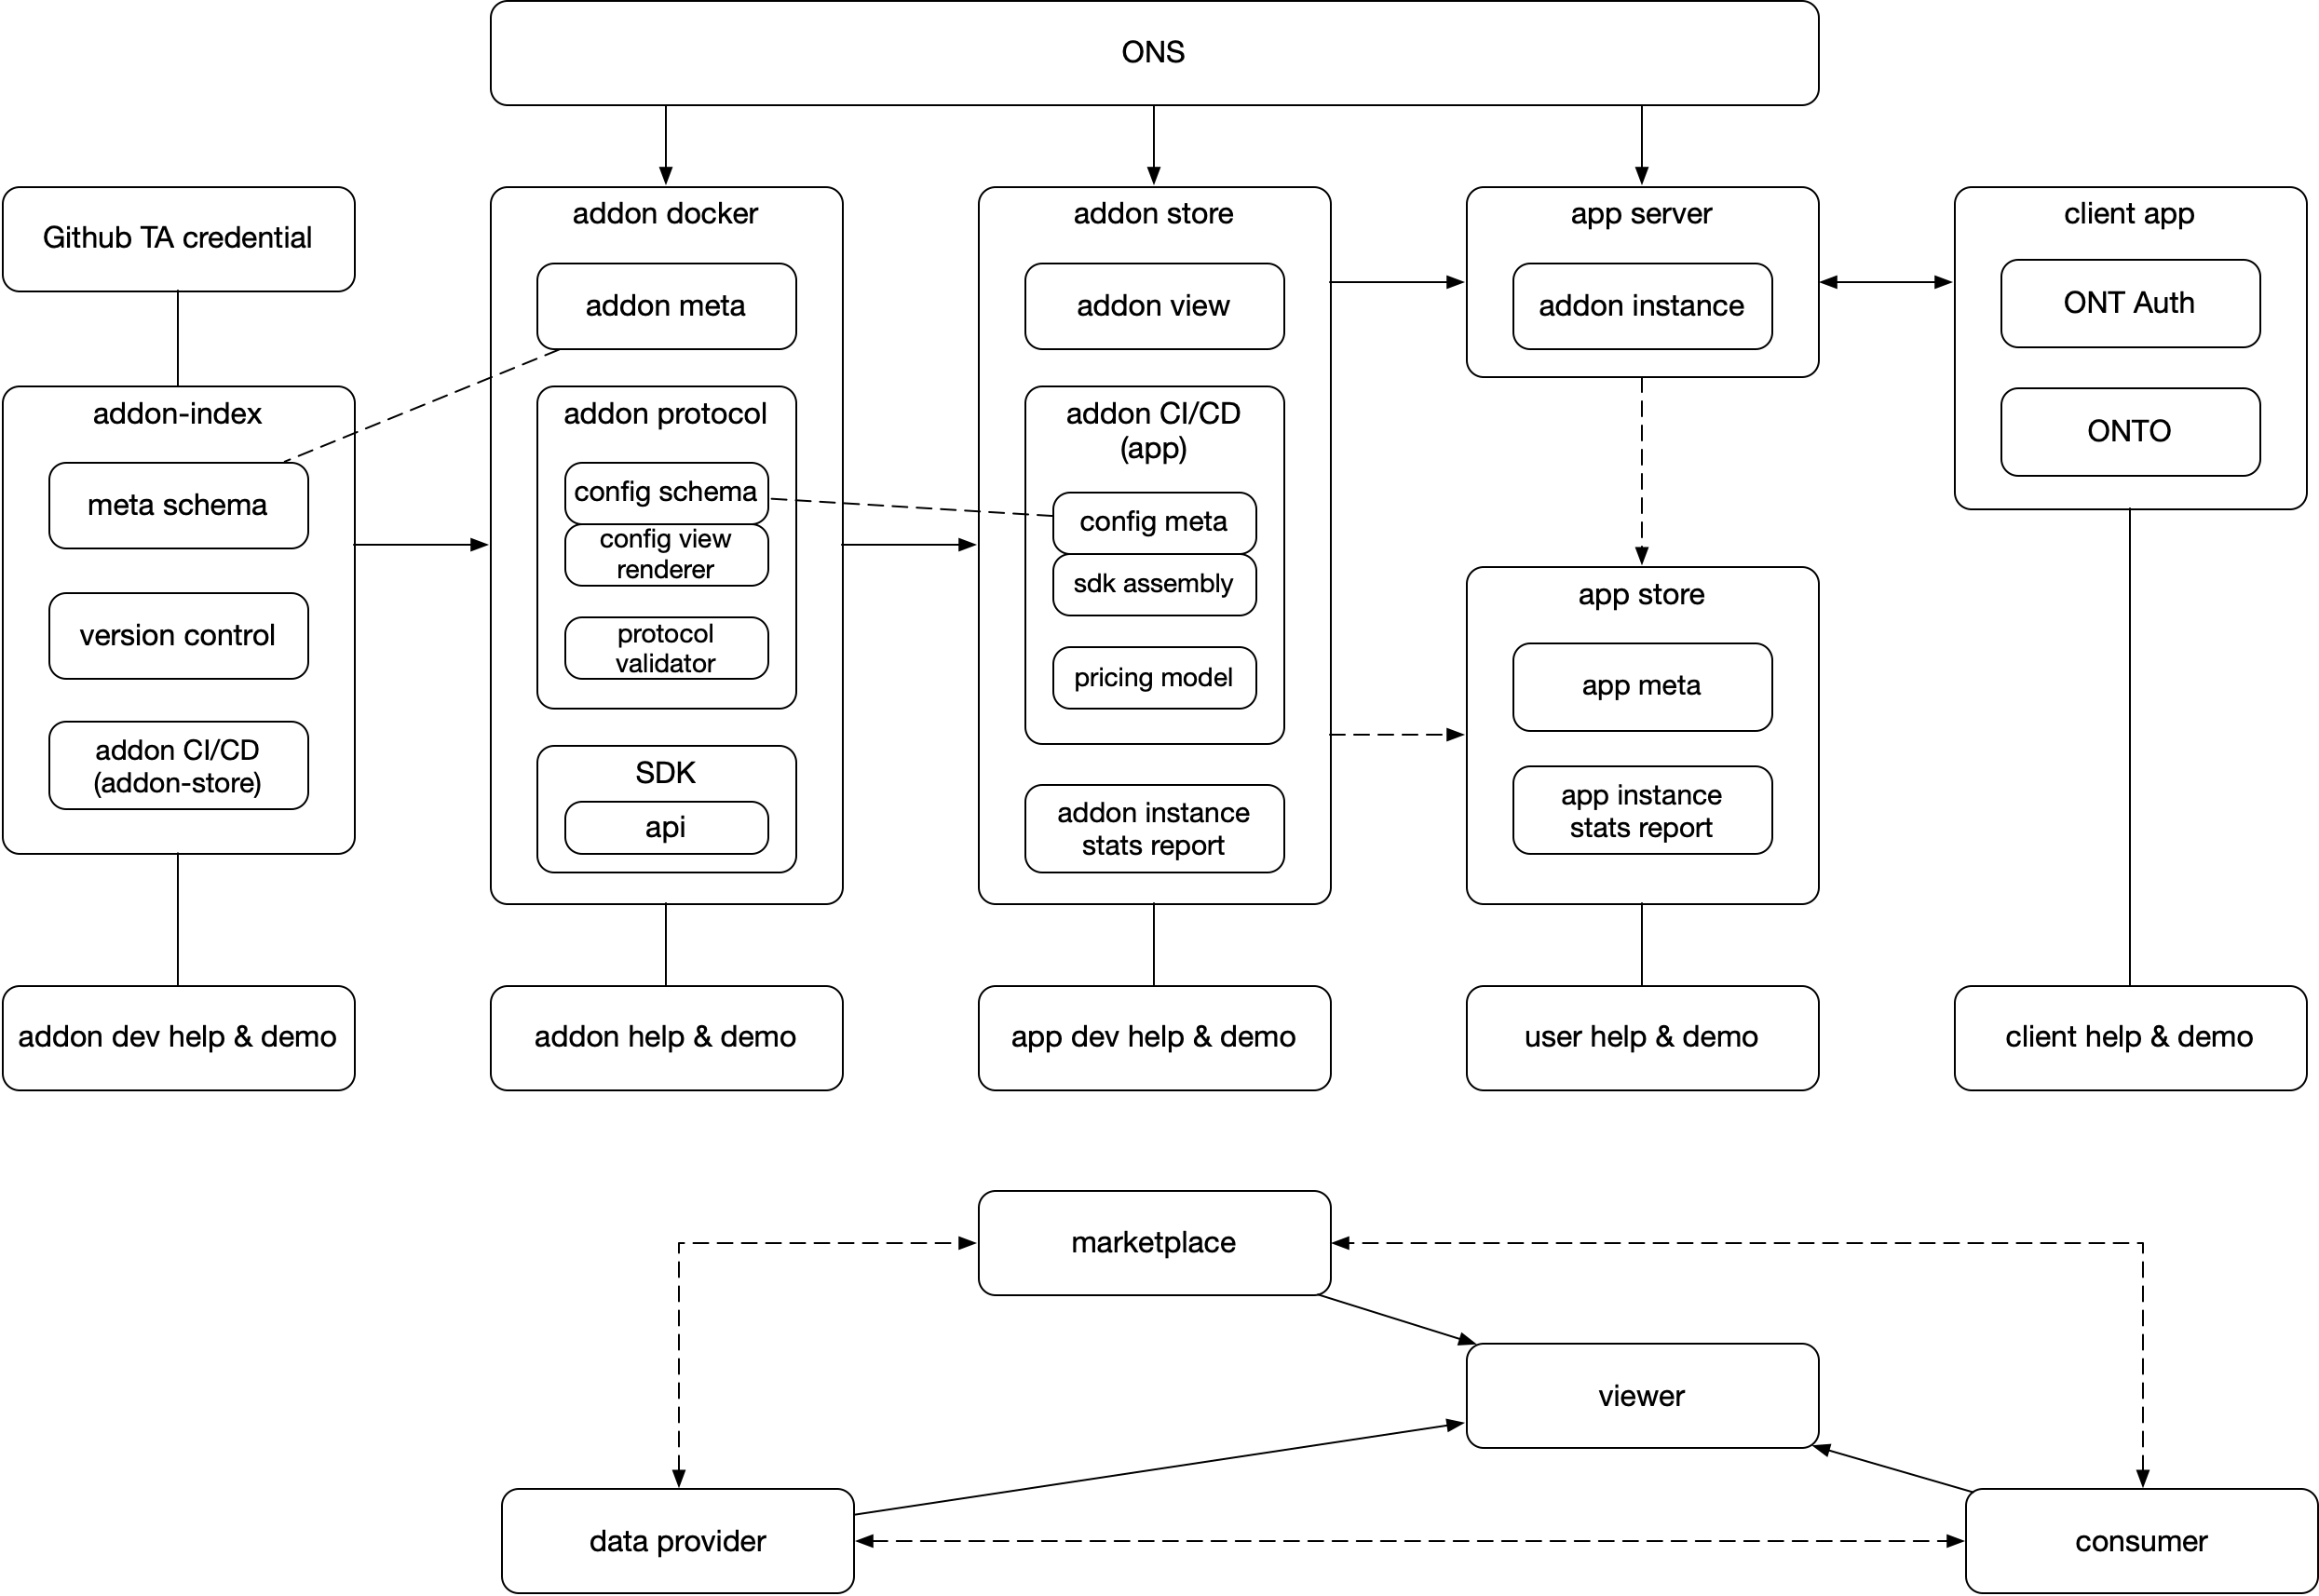 ONS
Github TA credential
addon-index
meta schema
version control
addon CI/CD
(addon-store)
addon dev help & demo
addon docker
addon meta
addon protocol
config schema
config view
renderer
protocol
validator
SDK
api
addon help & demo
addon store
addon view
addon CI/CD
(app)
config meta
sdk assembly
pricing model
addon instance
stats report
app dev help & demo
app server
addon instance
app store
app meta
app instance
stats report
user help & demo
client app
ONT Auth
ONTO
client help & demo
marketplace
viewer
data provider
consumer